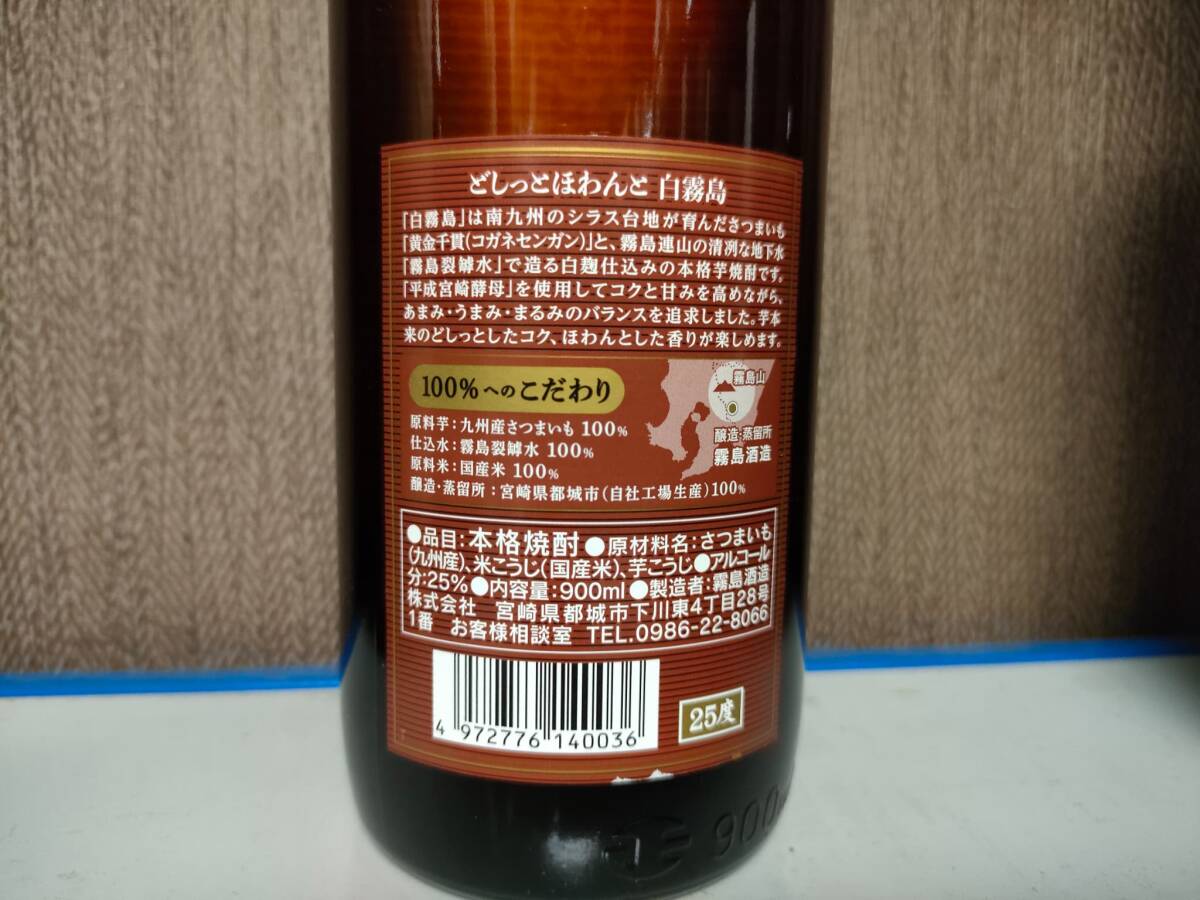 どしっとほわんと 白霧島
「白霧島」は南九州のシラス台地が育んださつまいも
「黄金千貫(コガネセンガン)」と、霧島連山の清冽な地下水
「霧島裂罅水」で造る白麹仕込みの本格芋焼酎です。
「平成宮崎酵母」を使用してコクと甘みを高めながら、
あまみ・うまみ・まるみのバランスを追求しました。芋本
来のどしっとしたコク、ほわんとした香りが楽しめます。
100%へのこだわり
原料芋:九州産さつまいも 100%
仕込水:霧島裂罅水 100%
原料米:国産米 100%
醸造・蒸留所:宮崎県都城市(自社工場生産)100%
霧島山
醸造・蒸留所
霧島酒造
●品目:本格焼酎●原材料名:さつまいも
(九州産)、米こうじ(国産米)、芋こうじ●アルコール
分:25%●内容量:900ml●製造者:霧島酒造
株式会社 宮崎県都城市下川東4丁目28号
1番 お客様相談室 TEL.0986-22-8066
4 972776 140036
25度
900